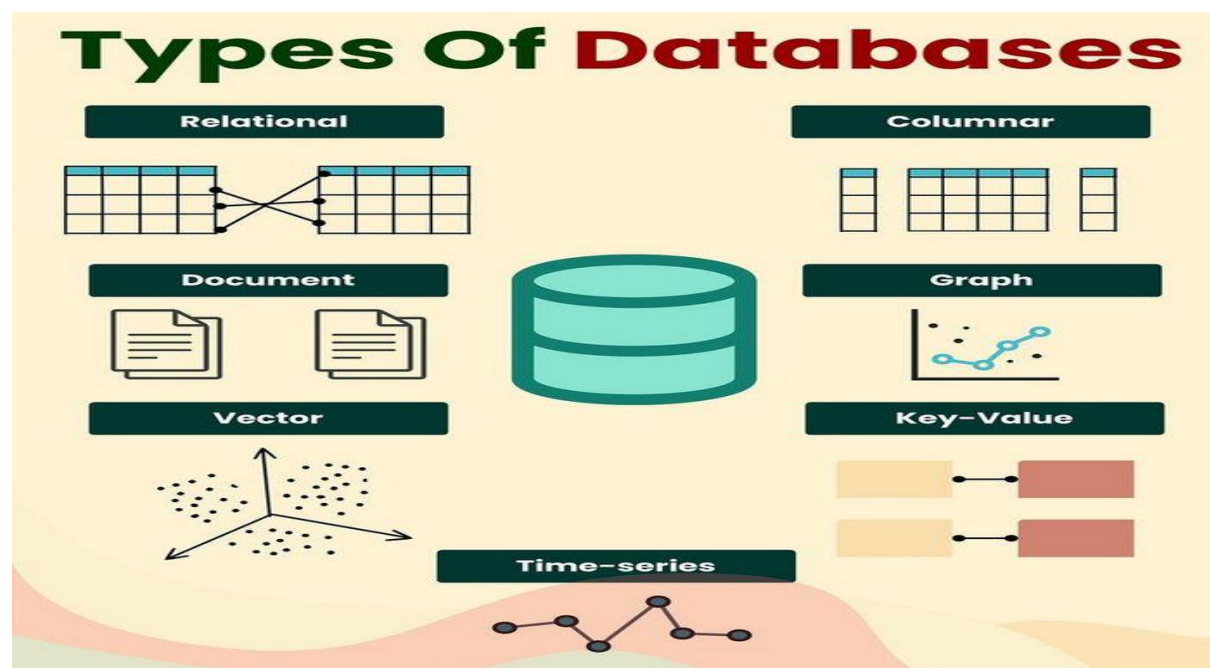 Types Of Databases
Relational
Columnar
Document
Graph
Vector
Key-Value
Time-series